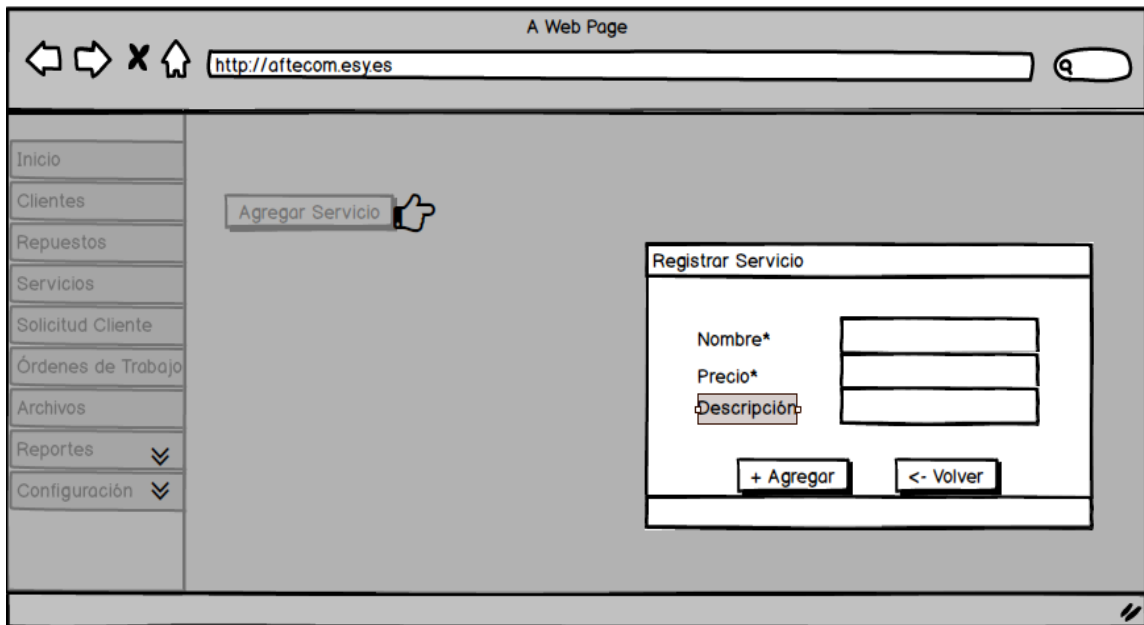 A Web Page
http://aftecom.esy.es
Inicio
Clientes
Repuestos
Servicios
Solicitud Cliente
Órdenes de Trabajo
Archivos
Reportes
Configuración
Agregar Servicio
Registrar Servicio
Nombre*
Precio*
Descripción
+ Agregar
<- Volver